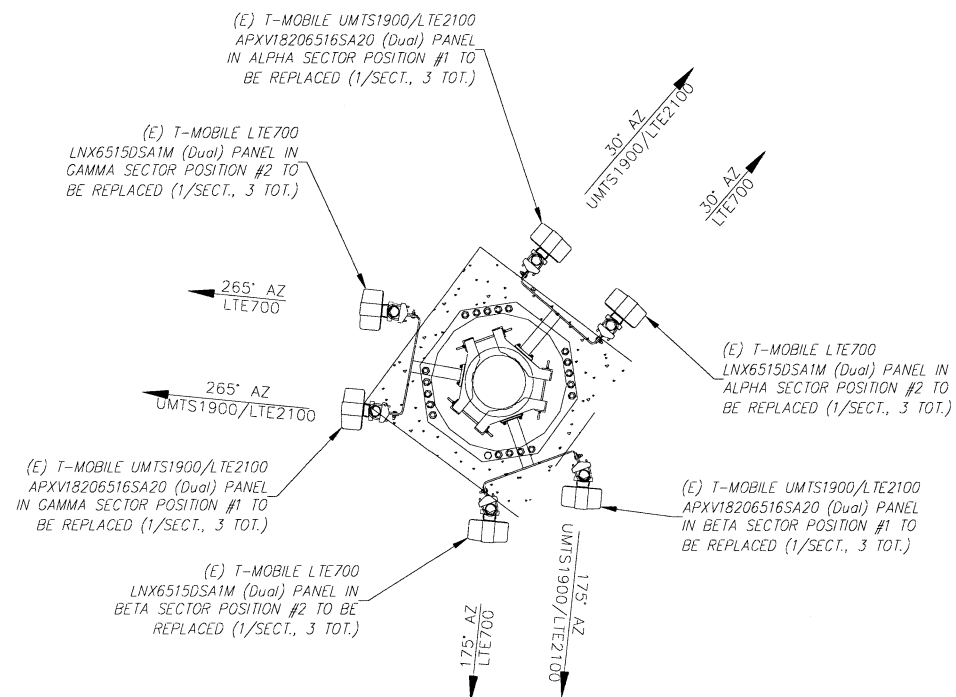 (E) T-MOBILE UMTS1900/LTE2100
APXV18206516SA20 (Dual) PANEL
IN ALPHA SECTOR POSITION #1 TO
BE REPLACED (1/SECT., 3 TOT.)
30° AZ
UMTS1900/LTE2100
30° AZ
LTE700
(E) T-MOBILE LTE700
LNX6515DSA1M (Dual) PANEL IN
GAMMA SECTOR POSITION #2 TO
BE REPLACED (1/SECT., 3 TOT.)
265° AZ
LTE700
(E) T-MOBILE LTE700
LNX6515DSA1M (Dual) PANEL IN
ALPHA SECTOR POSITION #2 TO
BE REPLACED (1/SECT., 3 TOT.)
265° AZ
UMTS1900/LTE2100
(E) T-MOBILE UMTS1900/LTE2100
APXV18206516SA20 (Dual) PANEL
IN GAMMA SECTOR POSITION #1 TO
BE REPLACED (1/SECT., 3 TOT.)
(E) T-MOBILE UMTS1900/LTE2100
APXV18206516SA20 (Dual) PANEL
IN BETA SECTOR POSITION #1 TO
BE REPLACED (1/SECT., 3 TOT.)
(E) T-MOBILE LTE700
LNX6515DSA1M (Dual) PANEL IN
BETA SECTOR POSITION #2 TO BE
REPLACED (1/SECT., 3 TOT.)
175° AZ
LTE700
175° AZ
UMTS1900/LTE2100